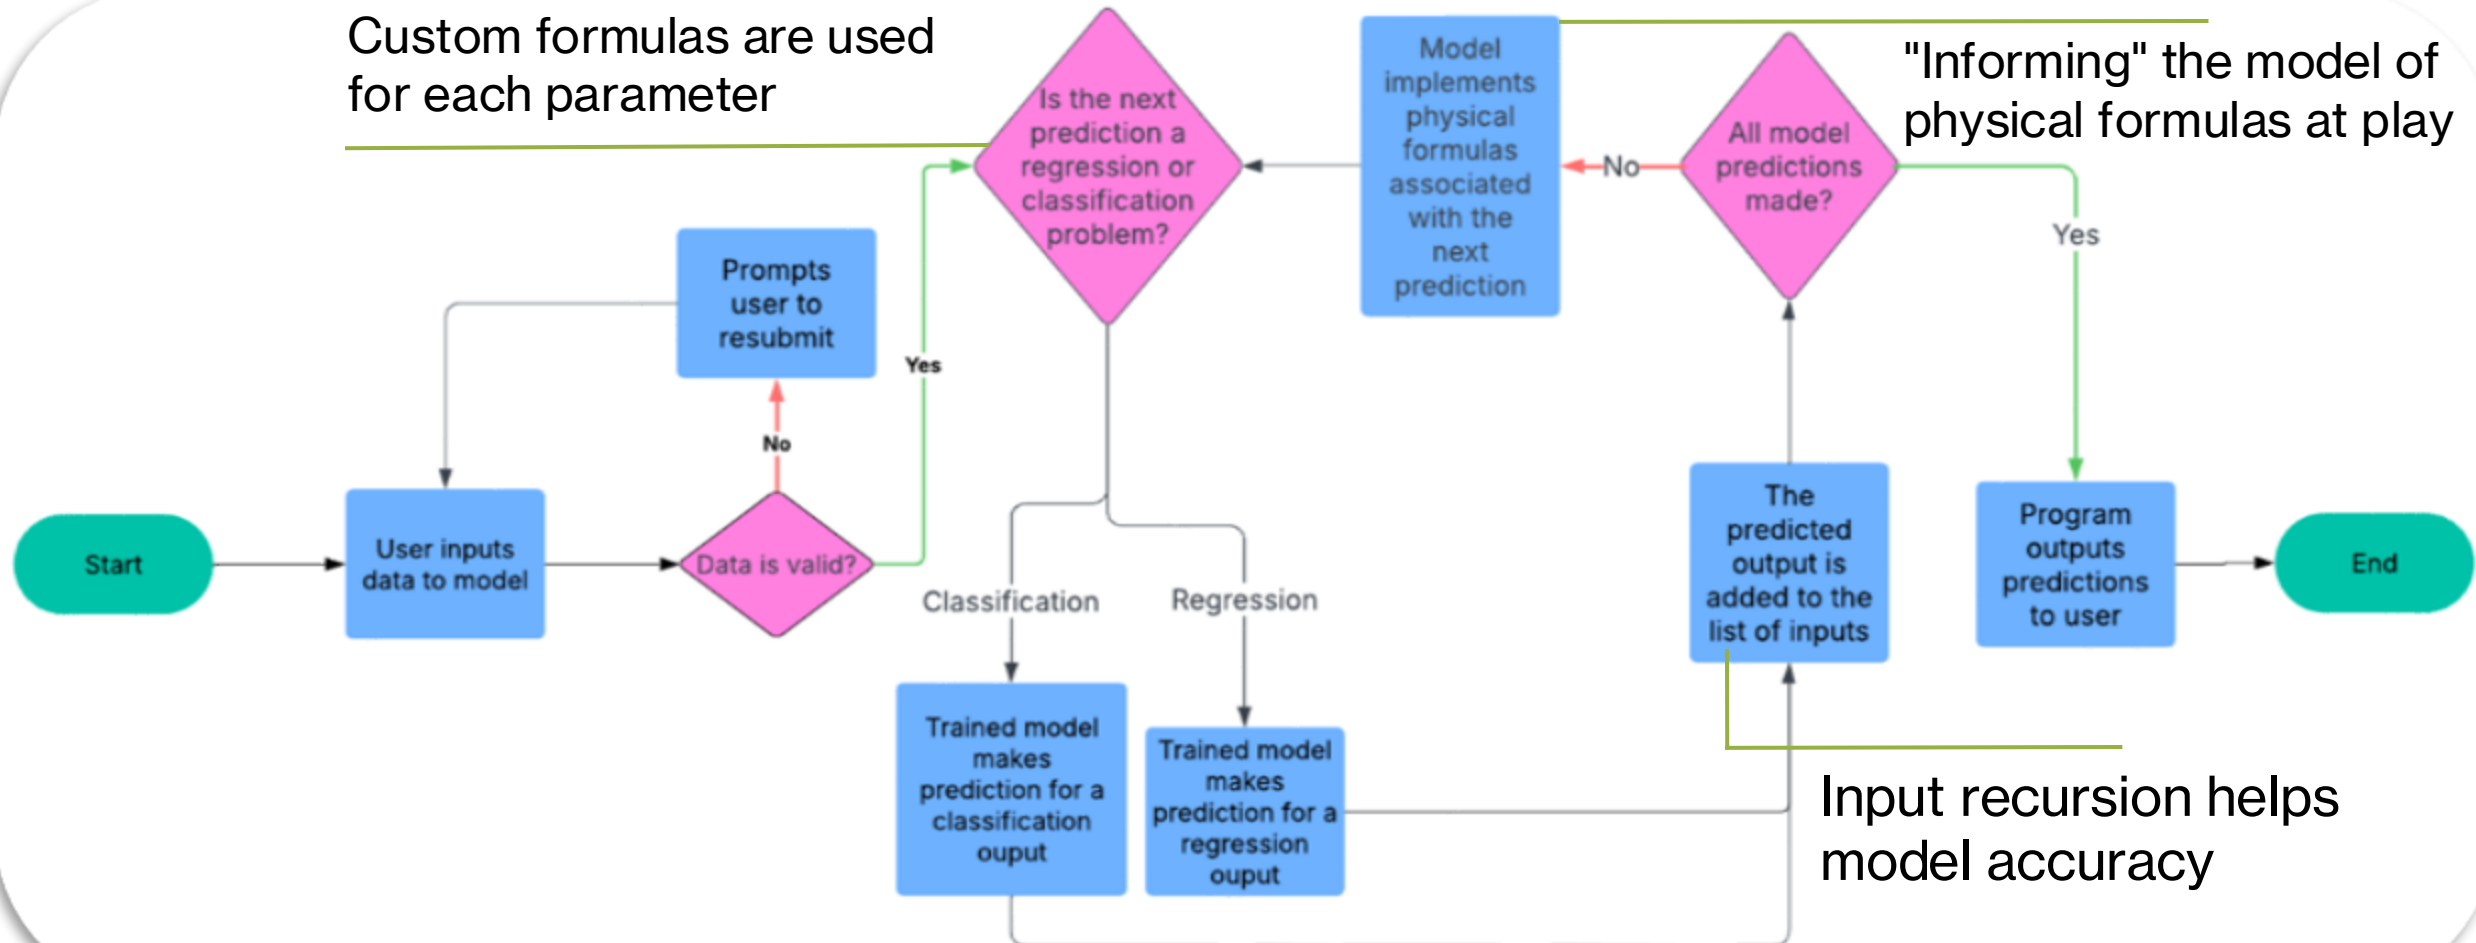 Custom formulas are used
for each parameter
Is the next
prediction a
regression or
classification
problem?
Model
implements
physical
formulas
associated
with the
next
prediction
No
All model
predictions
made?
"Informing" the model of
physical formulas at play
Yes
Prompts
user to
resubmit
Yes
No
Start
User inputs
data to model
Data is valid?
Classification
Regression
Trained model
makes
prediction for a
classification
ouput
Trained model
makes
prediction for a
regression
ouput
The
predicted
output is
added to the
list of inputs
Program
outputs
predictions
to user
End
Input recursion helps
model accuracy